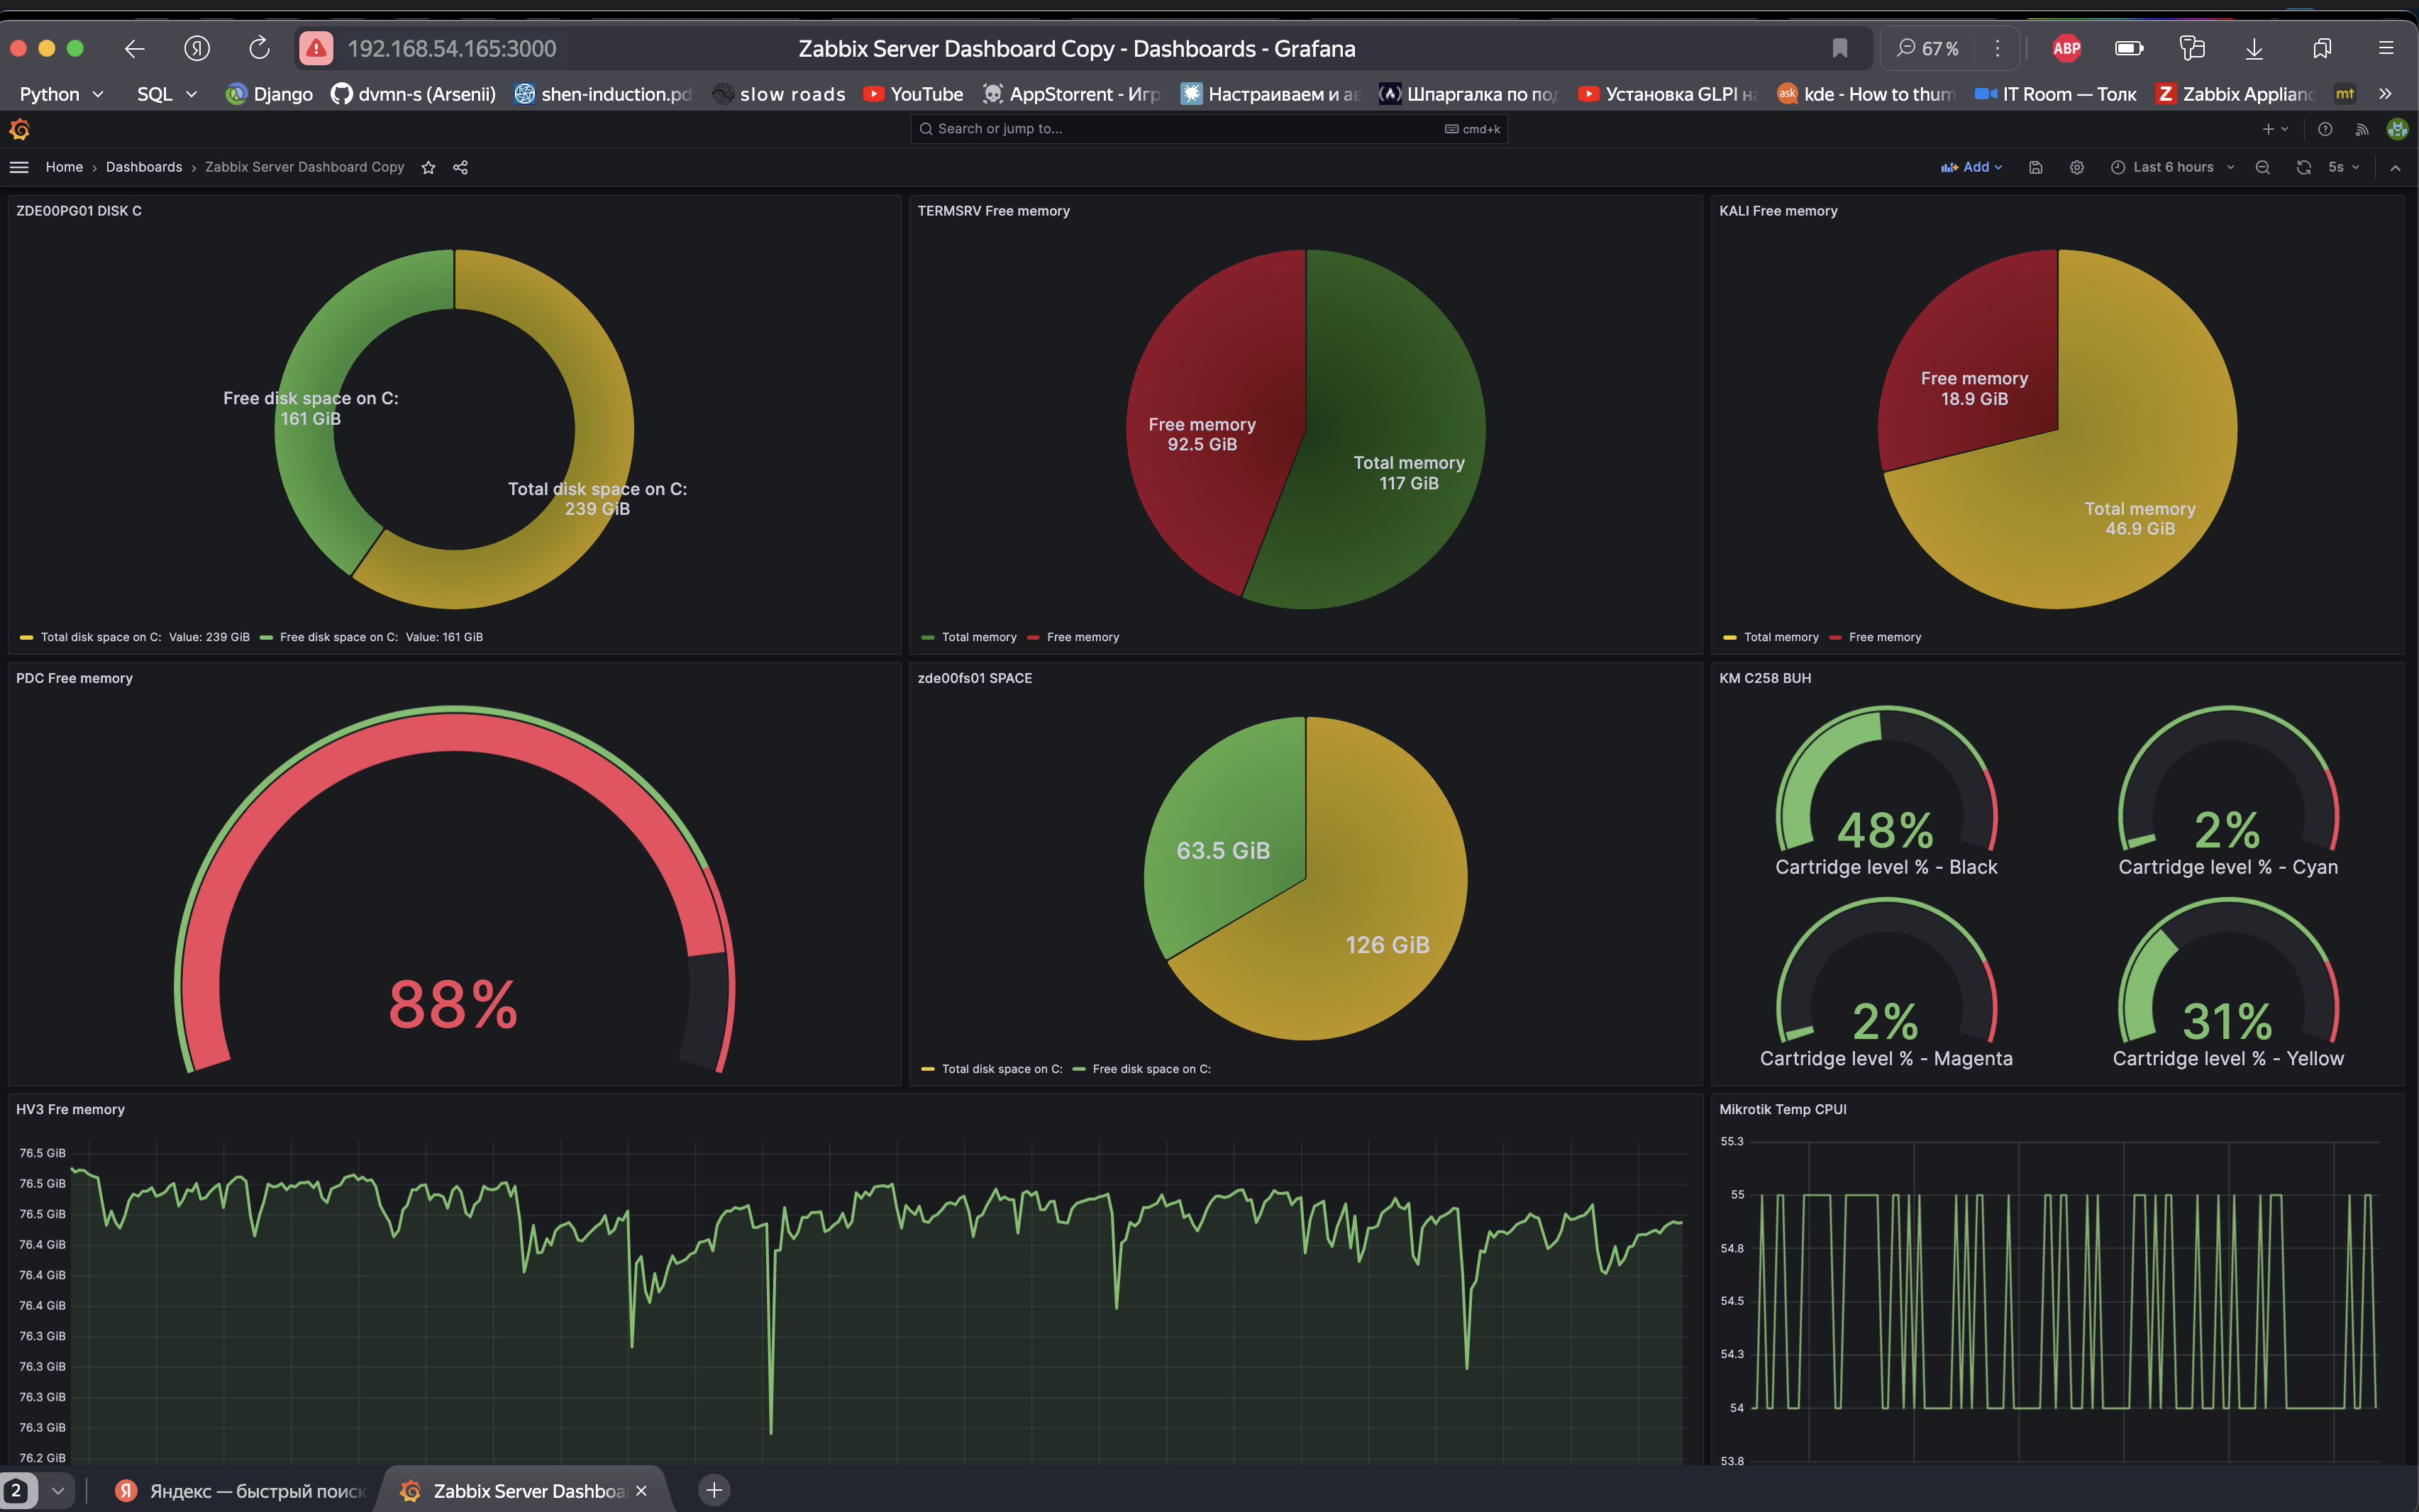 192.168.54.165:3000
Zabbix Server Dashboard Copy - Dashboards - Grafana
67 %
ABP
Python
SQL
Django
dvmn-s (Arsenii)
shen-induction.pd
slow roads
YouTube
AppStorrent - Игр
Настраиваем и ав
Шпаргалка по по
Установка GLPI н
ask
kde - How to thum
IT Room — Толк
Z
Zabbix Applianc
mt
Search or jump to...
cmd+k
Home
Dashboards
Zabbix Server Dashboard Copy
Add
Last 6 hours
5s
ZDE00PG01 DISK C
Free disk space on C:
161 GiB
Total disk space on C:
239 GiB
Total disk space on C: Value: 239 GiB Free disk space on C: Value: 161 GiB
TERMSRV Free memory
Free memory
92.5 GiB
Total memory
117 GiB
Total memory Free memory
KALI Free memory
Free memory
18.9 GiB
Total memory
46.9 GiB
Total memory Free memory
PDC Free memory
88%
zde00fs01 SPACE
63.5 GiB
126 GiB
Total disk space on C: Free disk space on C:
KM C258 BUH
48%
Cartridge level % - Black
2%
Cartridge level % - Cyan
2%
Cartridge level % - Magenta
31%
Cartridge level % - Yellow
HV3 Fre memory
76.5 GiB
76.5 GiB
76.5 GiB
76.4 GiB
76.4 GiB
76.4 GiB
76.3 GiB
76.3 GiB
76.3 GiB
76.3 GiB
76.2 GiB
Mikrotik Temp CPUI
55.3
55
54.8
54.5
54.3
54
53.8
2
Я
Яндекс — быстрый поиск
Zabbix Server Dashboa